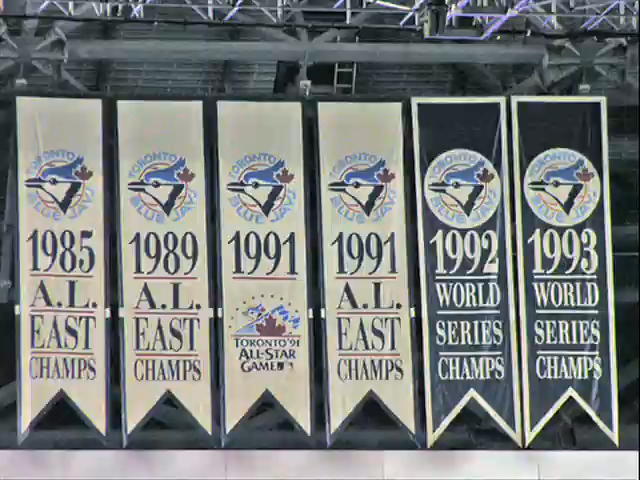 TORONTO
BLUE JAYS
1985
A.L.
EAST
CHAMPS
TORONTO
BLUE JAYS
1989
A.L.
EAST
CHAMPS
TORONTO
BLUE JAYS
1991
TORONTO '91
ALL-STAR
GAME
TORONTO
BLUE JAYS
1991
A.L.
EAST
CHAMPS
TORONTO
BLUE JAYS
1992
WORLD
SERIES
CHAMPS
TORONTO
BLUE JAYS
1993
WORLD
SERIES
CHAMPS